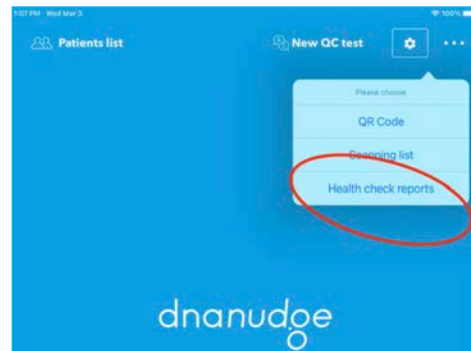 1:07 PM Wed Mar 3
100%
Patients list
New QC test
Please choose
QR Code
Scanning list
Health check reports
dnanudge